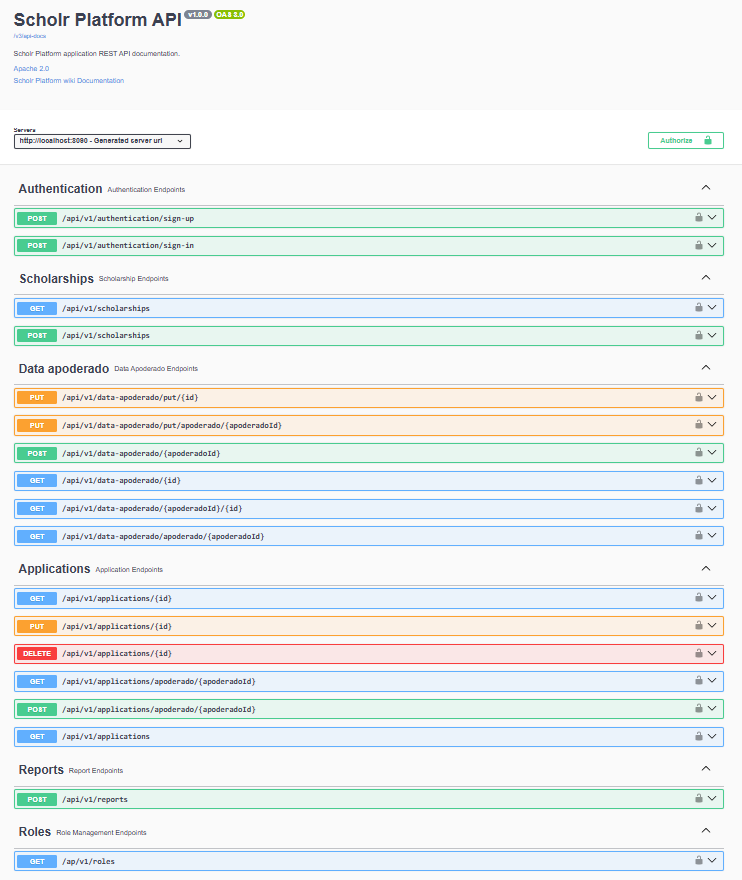 Scholr Platform API v1.0.0 OAS 3.0
/v3/api-docs
Scholr Platform application REST API documentation.
Apache 2.0
Scholr Platform wiki Documentation
Servers
http://localhost:8090 - Generated server url
Authorize
Authentication Authentication Endpoints
POST /api/v1/authentication/sign-up
POST /api/v1/authentication/sign-in
Scholarships Scholarship Endpoints
GET /api/v1/scholarships
POST /api/v1/scholarships
Data apoderado Data Apoderado Endpoints
PUT /api/v1/data-apoderado/put/{id}
PUT /api/v1/data-apoderado/put/apoderado/{apoderadoId}
POST /api/v1/data-apoderado/{apoderadoId}
GET /api/v1/data-apoderado/{id}
GET /api/v1/data-apoderado/{apoderadoId}/{id}
GET /api/v1/data-apoderado/apoderado/{apoderadoId}
Applications Application Endpoints
GET /api/v1/applications/{id}
PUT /api/v1/applications/{id}
DELETE /api/v1/applications/{id}
GET /api/v1/applications/apoderado/{apoderadoId}
POST /api/v1/applications/apoderado/{apoderadoId}
GET /api/v1/applications
Reports Report Endpoints
POST /api/v1/reports
Roles Role Management Endpoints
GET /ap/v1/roles